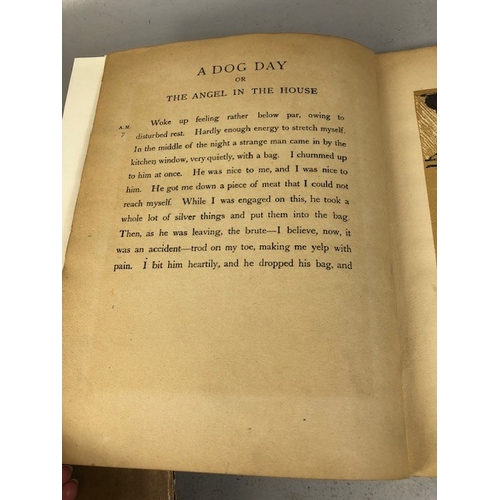 A DOG DAY
OR
THE ANGEL IN THE HOUSE
A.M.
7
Woke up feeling rather below par, owing to
disturbed rest. Hardly enough energy to stretch myself.
In the middle of the night a strange man came in by the
kitchen window, very quietly, with a bag. I chummed up
to him at once. He was nice to me, and I was nice to
him. He got me down a piece of meat that I could not
reach myself. While I was engaged on this, he took a
whole lot of silver things and put them into the bag.
Then, as he was leaving, the brute—I believe, now, it
was an accident—trod on my toe, making me yelp with
pain. I bit him heartily, and he dropped his bag, and